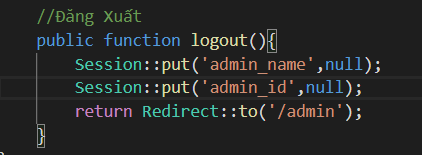 //Đăng Xuất
public function logout(){
Session::put('admin_name',null);
Session::put('admin_id',null);
return Redirect::to('/admin');
}